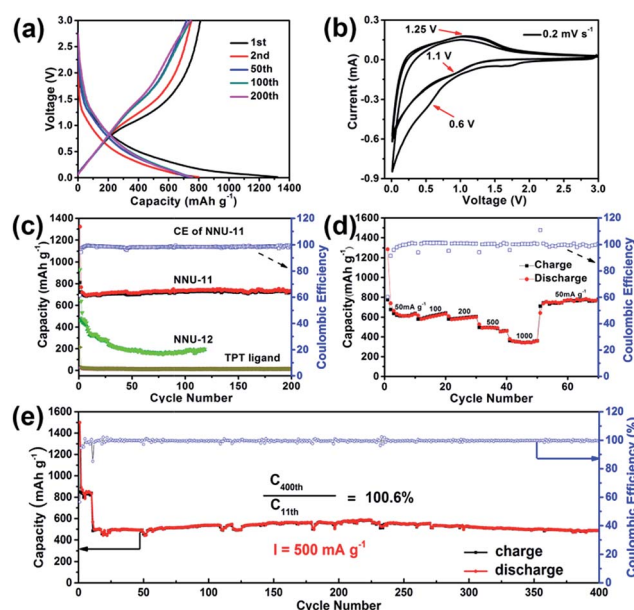 (a)
3.0
2.5
2.0
1.5
1.0
0.5
0.0
Voltage (V)
1st
2nd
50th
100th
200th
0 200 400 600 800 1000 1200 1400
Capacity (mAh g-1)
(b)
0.3
0.0
-0.3
-0.6
-0.9
Current (mA)
1.25 V
0.2 mV s-1
1.1 V
0.6 V
0.0 0.5 1.0 1.5 2.0 2.5 3.0
Voltage (V)
(c)
1400
1200
1000
800
600
400
200
0
Capacity (mAh g-1)
CE of NNU-11
NNU-11
NNU-12
TPT ligand
120
100
80
60
40
20
0
Coulombic Efficiency
0 50 100 150 200
Cycle Number
(d)
1600
1400
1200
1000
800
600
400
200
0
Capacity/mAh g-1
Charge
Discharge
50mA g-1
100
200
500
1000
50mA g-1
120
100
80
60
40
20
0
Coulombic Efficiency
0 20 40 60
Cycle Number
(e)
1600
1400
1200
1000
800
600
400
200
0
Capacity (mAh g-1)
C400th
C11th
= 100.6%
I = 500 mA g-1
charge
discharge
120
100
80
60
40
20
0
Coulombic Efficiency (%)
0 50 100 150 200 250 300 350 400
Cycle Number